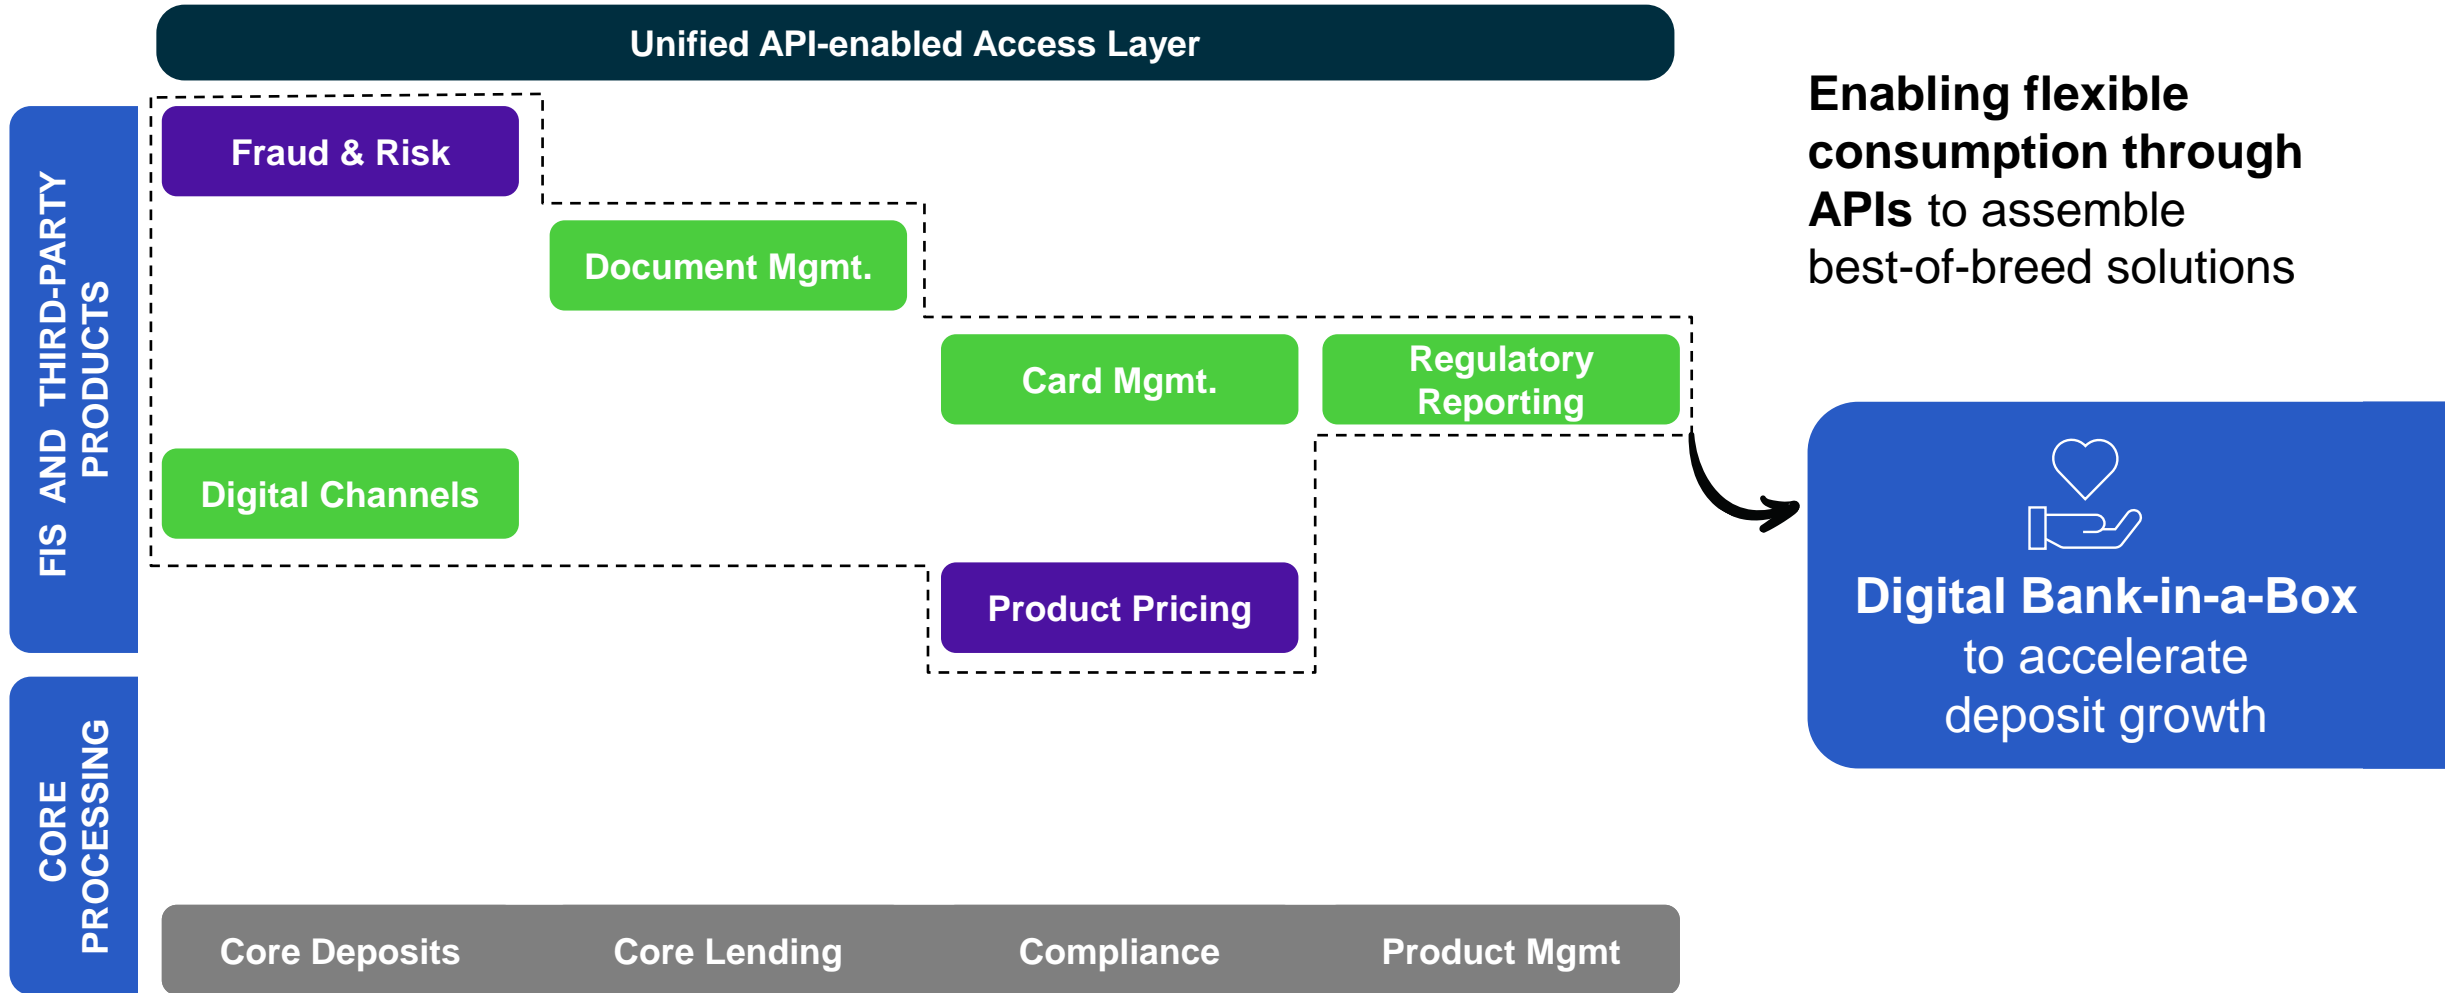 Unified API-enabled Access Layer
FIS AND THIRD-PARTY
PRODUCTS
Fraud & Risk
Document Mgmt.
Card Mgmt.
Regulatory
Reporting
Digital Channels
Product Pricing
CORE
PROCESSING
Core Deposits
Core Lending
Compliance
Product Mgmt
Enabling flexible
consumption through
APIs to assemble
best-of-breed solutions
Digital Bank-in-a-Box
to accelerate
deposit growth